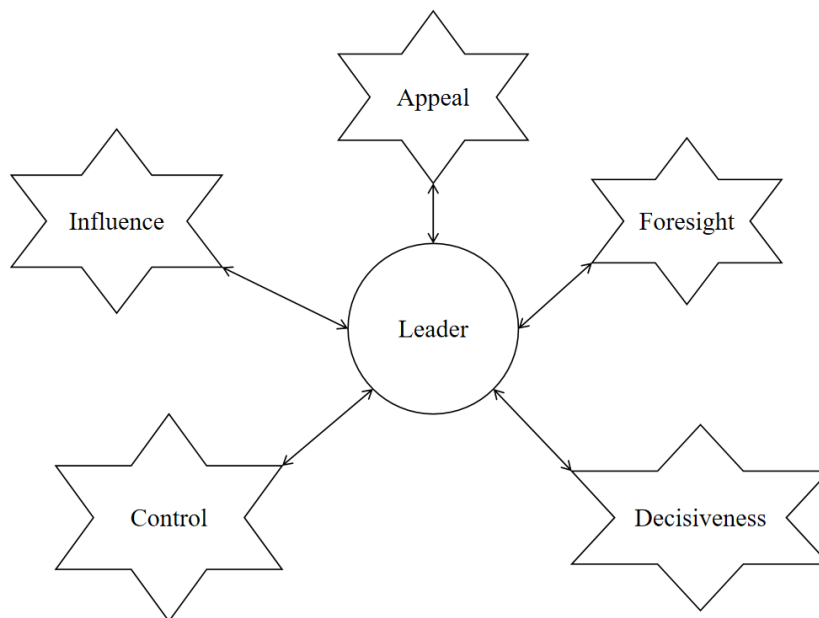 Appeal
Influence
Foresight
Leader
Control
Decisiveness